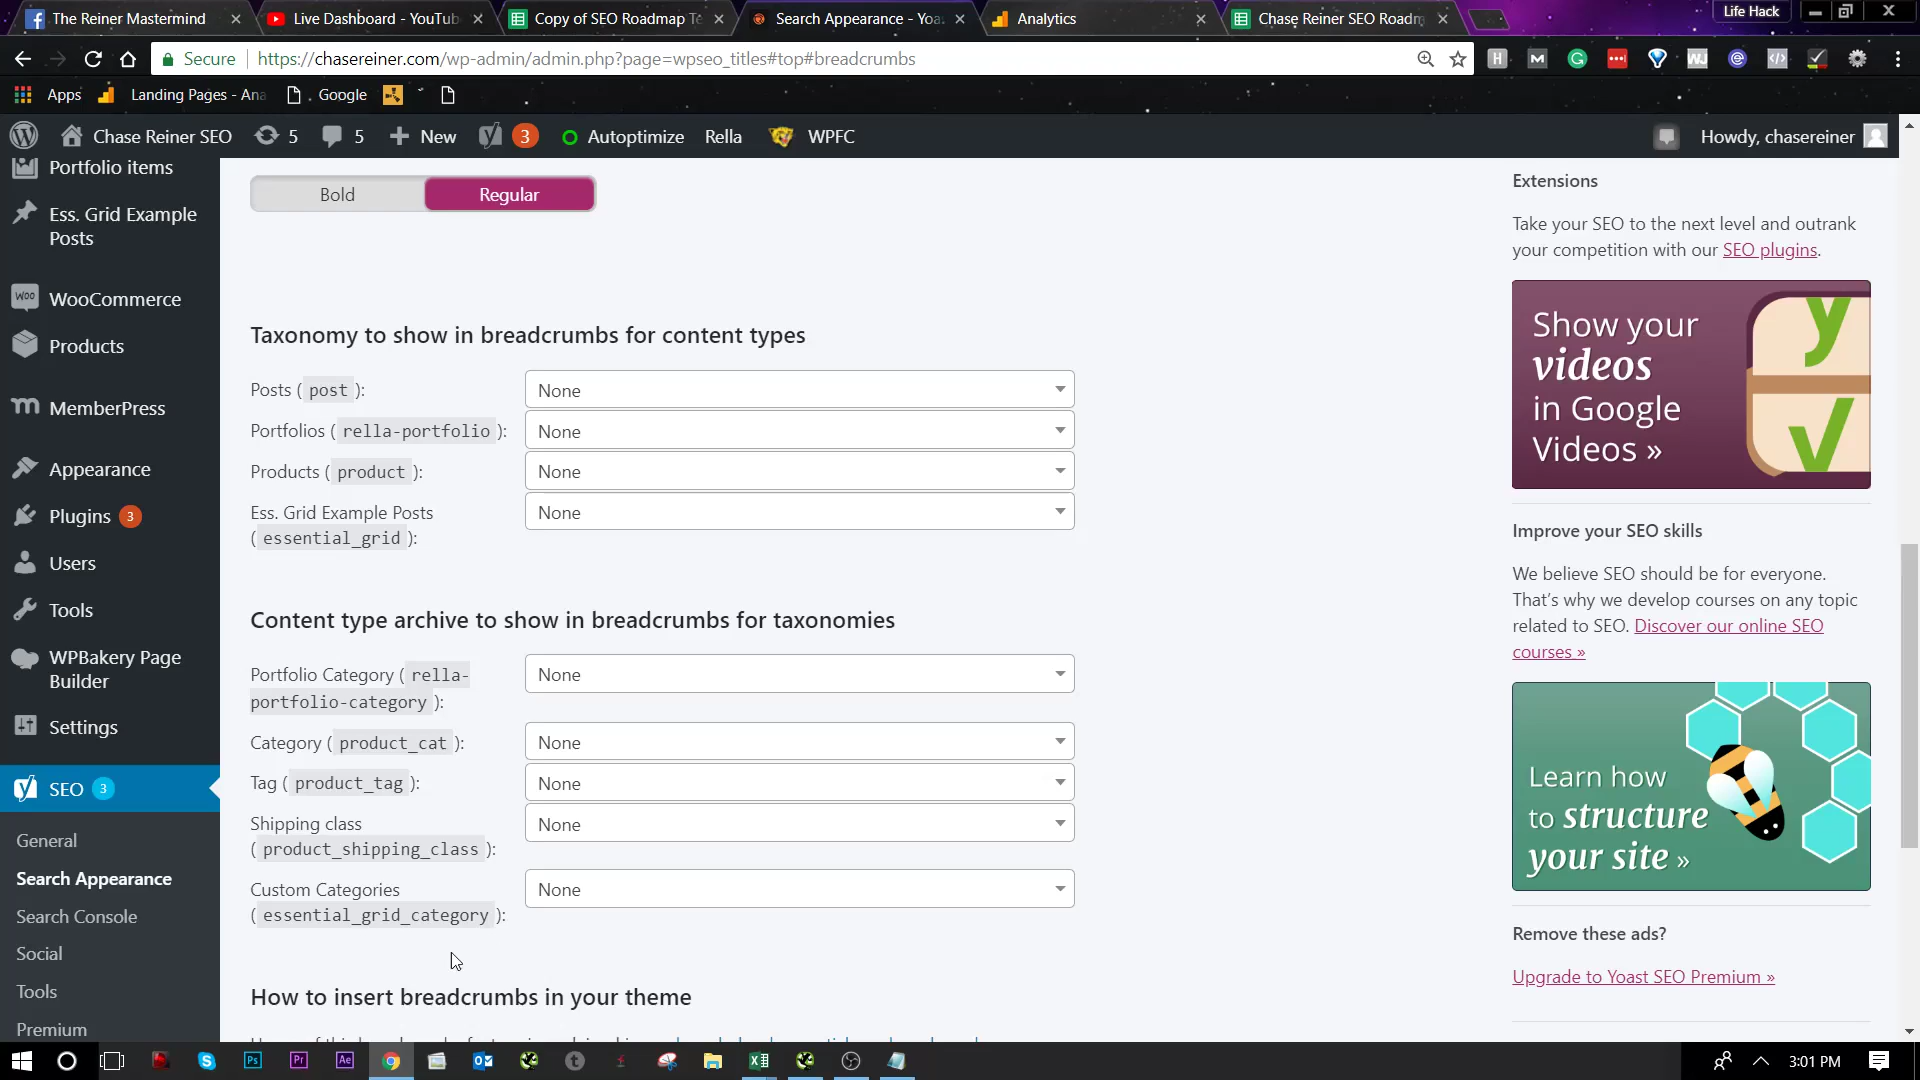 The Reiner Mastermind
Live Dashboard - YouTub
Copy of SEO Roadmap Te
Search Appearance - Yoa
Analytics
Chase Reiner SEO Roadm
Life Hack
Secure
https://chasereiner.com/wp-admin/admin.php?page=wpseo_titles#top#breadcrumbs
Apps
Landing Pages - Ana
Google
Chase Reiner SEO
5
5
New
3
Autoptimize
Rella
WPFC
Howdy, chasereiner
Portfolio items
Ess. Grid Example
Posts
WooCommerce
Products
MemberPress
Appearance
Plugins 3
Users
Tools
WPBakery Page
Builder
Settings
SEO 3
General
Search Appearance
Search Console
Social
Tools
Premium
Bold
Regular
Taxonomy to show in breadcrumbs for content types
Posts ( post ):
None
Portfolios ( rella-portfolio ):
None
Products ( product ):
None
Ess. Grid Example Posts
( essential_grid ):
None
Content type archive to show in breadcrumbs for taxonomies
Portfolio Category ( rella-
portfolio-category ):
None
Category ( product_cat ):
None
Tag ( product_tag ):
None
Shipping class
( product_shipping_class ):
None
Custom Categories
( essential_grid_category ):
None
How to insert breadcrumbs in your theme
Extensions
Take your SEO to the next level and outrank
your competition with our SEO plugins.
Show your
videos
in Google
Videos »
Improve your SEO skills
We believe SEO should be for everyone.
That’s why we develop courses on any topic
related to SEO. Discover our online SEO
courses »
Learn how
to structure
your site »
Remove these ads?
Upgrade to Yoast SEO Premium »
3:01 PM